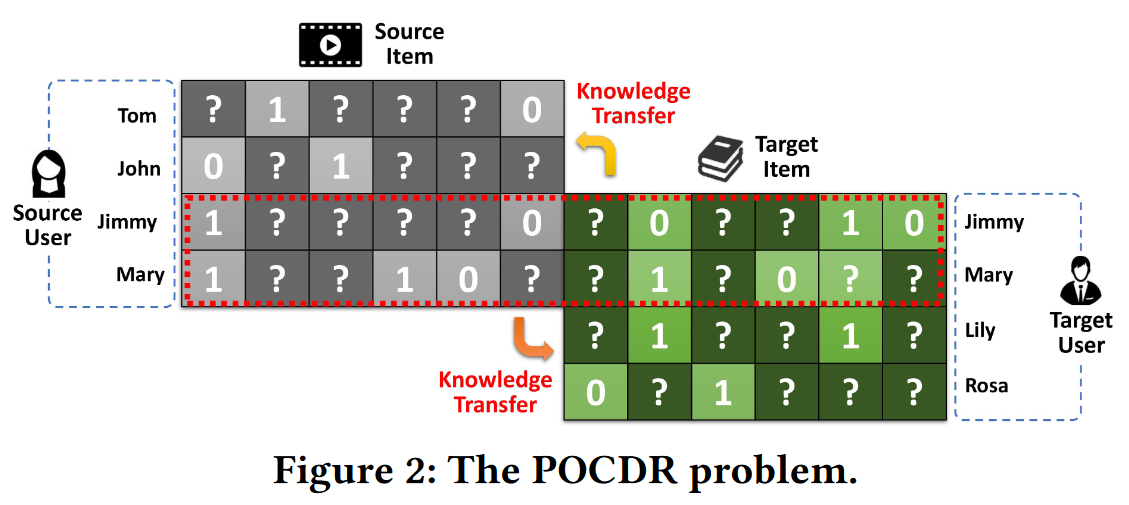 Source
Item
Knowledge
Transfer
Target
Item
Source
User
Tom ? 1 ? ? ? 0
John 0 ? 1 ? ? ?
Jimmy 1 ? ? ? ? 0 ? 0 ? ? 1 0 Jimmy
Mary 1 ? ? 1 0 ? ? 1 ? 0 ? ? Mary
? 1 ? ? 1 ? Lily
0 ? 1 ? ? ? Rosa
Target
User
Knowledge
Transfer
Figure 2: The POCDR problem.